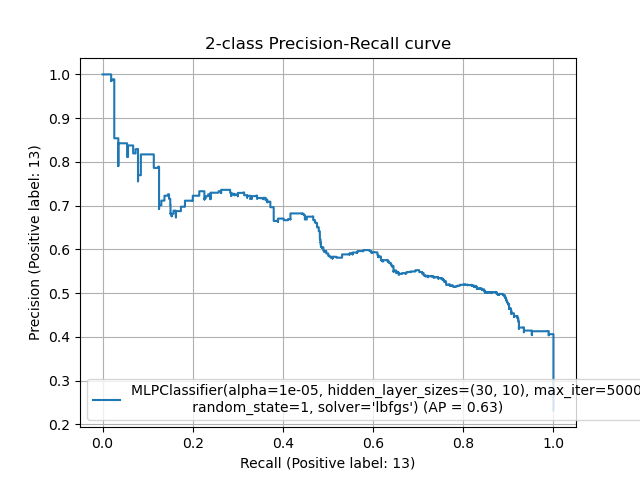 2-class Precision-Recall curve
1.0
0.9
0.8
0.7
0.6
0.5
0.4
0.3
0.2
Precision (Positive label: 13)
MLPClassifier(alpha=1e-05, hidden_layer_sizes=(30, 10), max_iter=5000
random_state=1, solver='lbfgs') (AP = 0.63)
0.0 0.2 0.4 0.6 0.8 1.0
Recall (Positive label: 13)